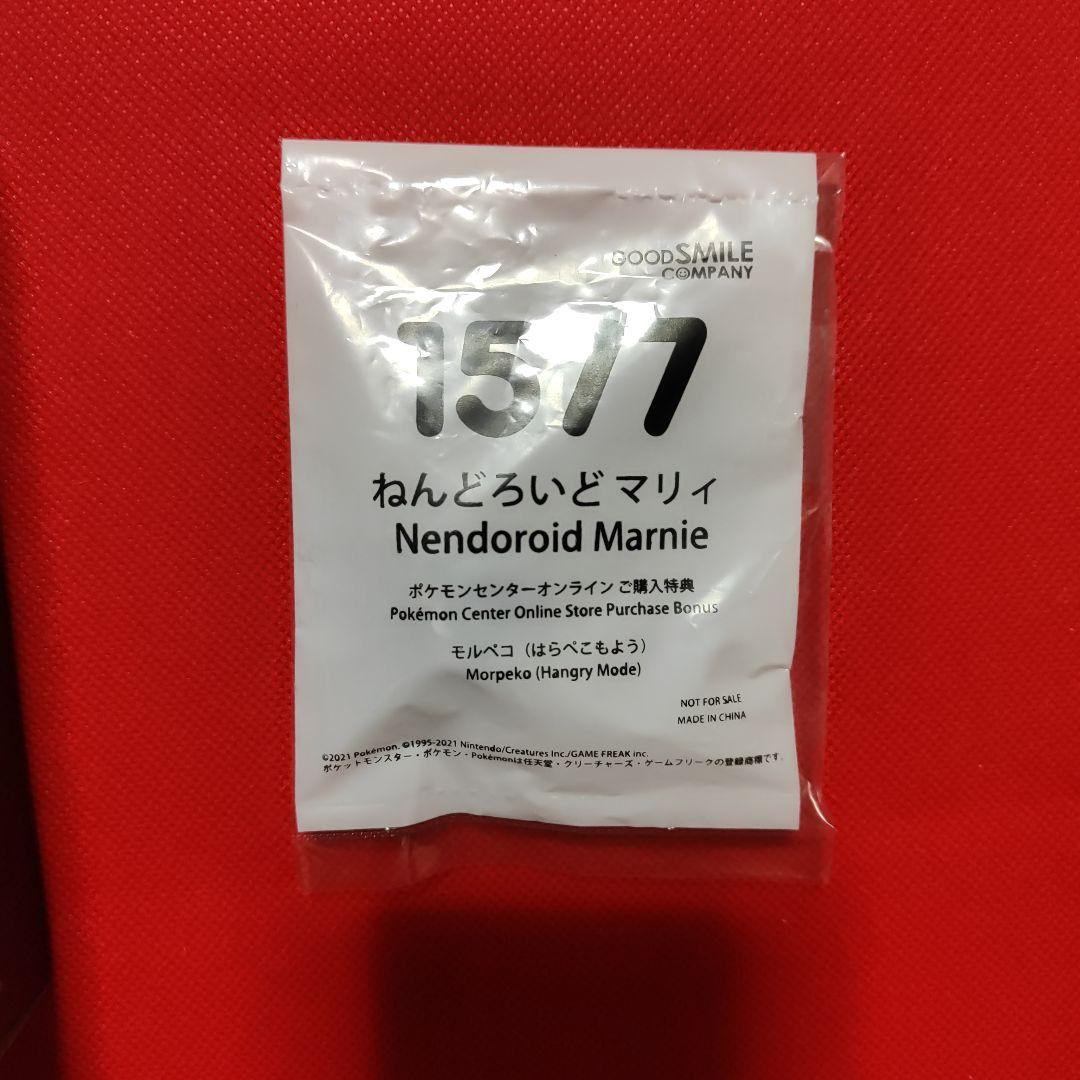 GOODSMILE
COMPANY
1577
ねんどろいど マリィ
Nendoroid Marnie
ポケモンセンターオンライン ご購入特典
Pokémon Center Online Store Purchase Bonus
モルペコ（はらぺこもよう）
Morpeko (Hangry Mode)
NOT FOR SALE
MADE IN CHINA
©2021 Pokémon. ©1995-2021 Nintendo/Creatures Inc./GAME FREAK inc.
ポケットモンスター・ポケモン・Pokémonは任天堂・クリーチャーズ・ゲームフリークの登録商標です。